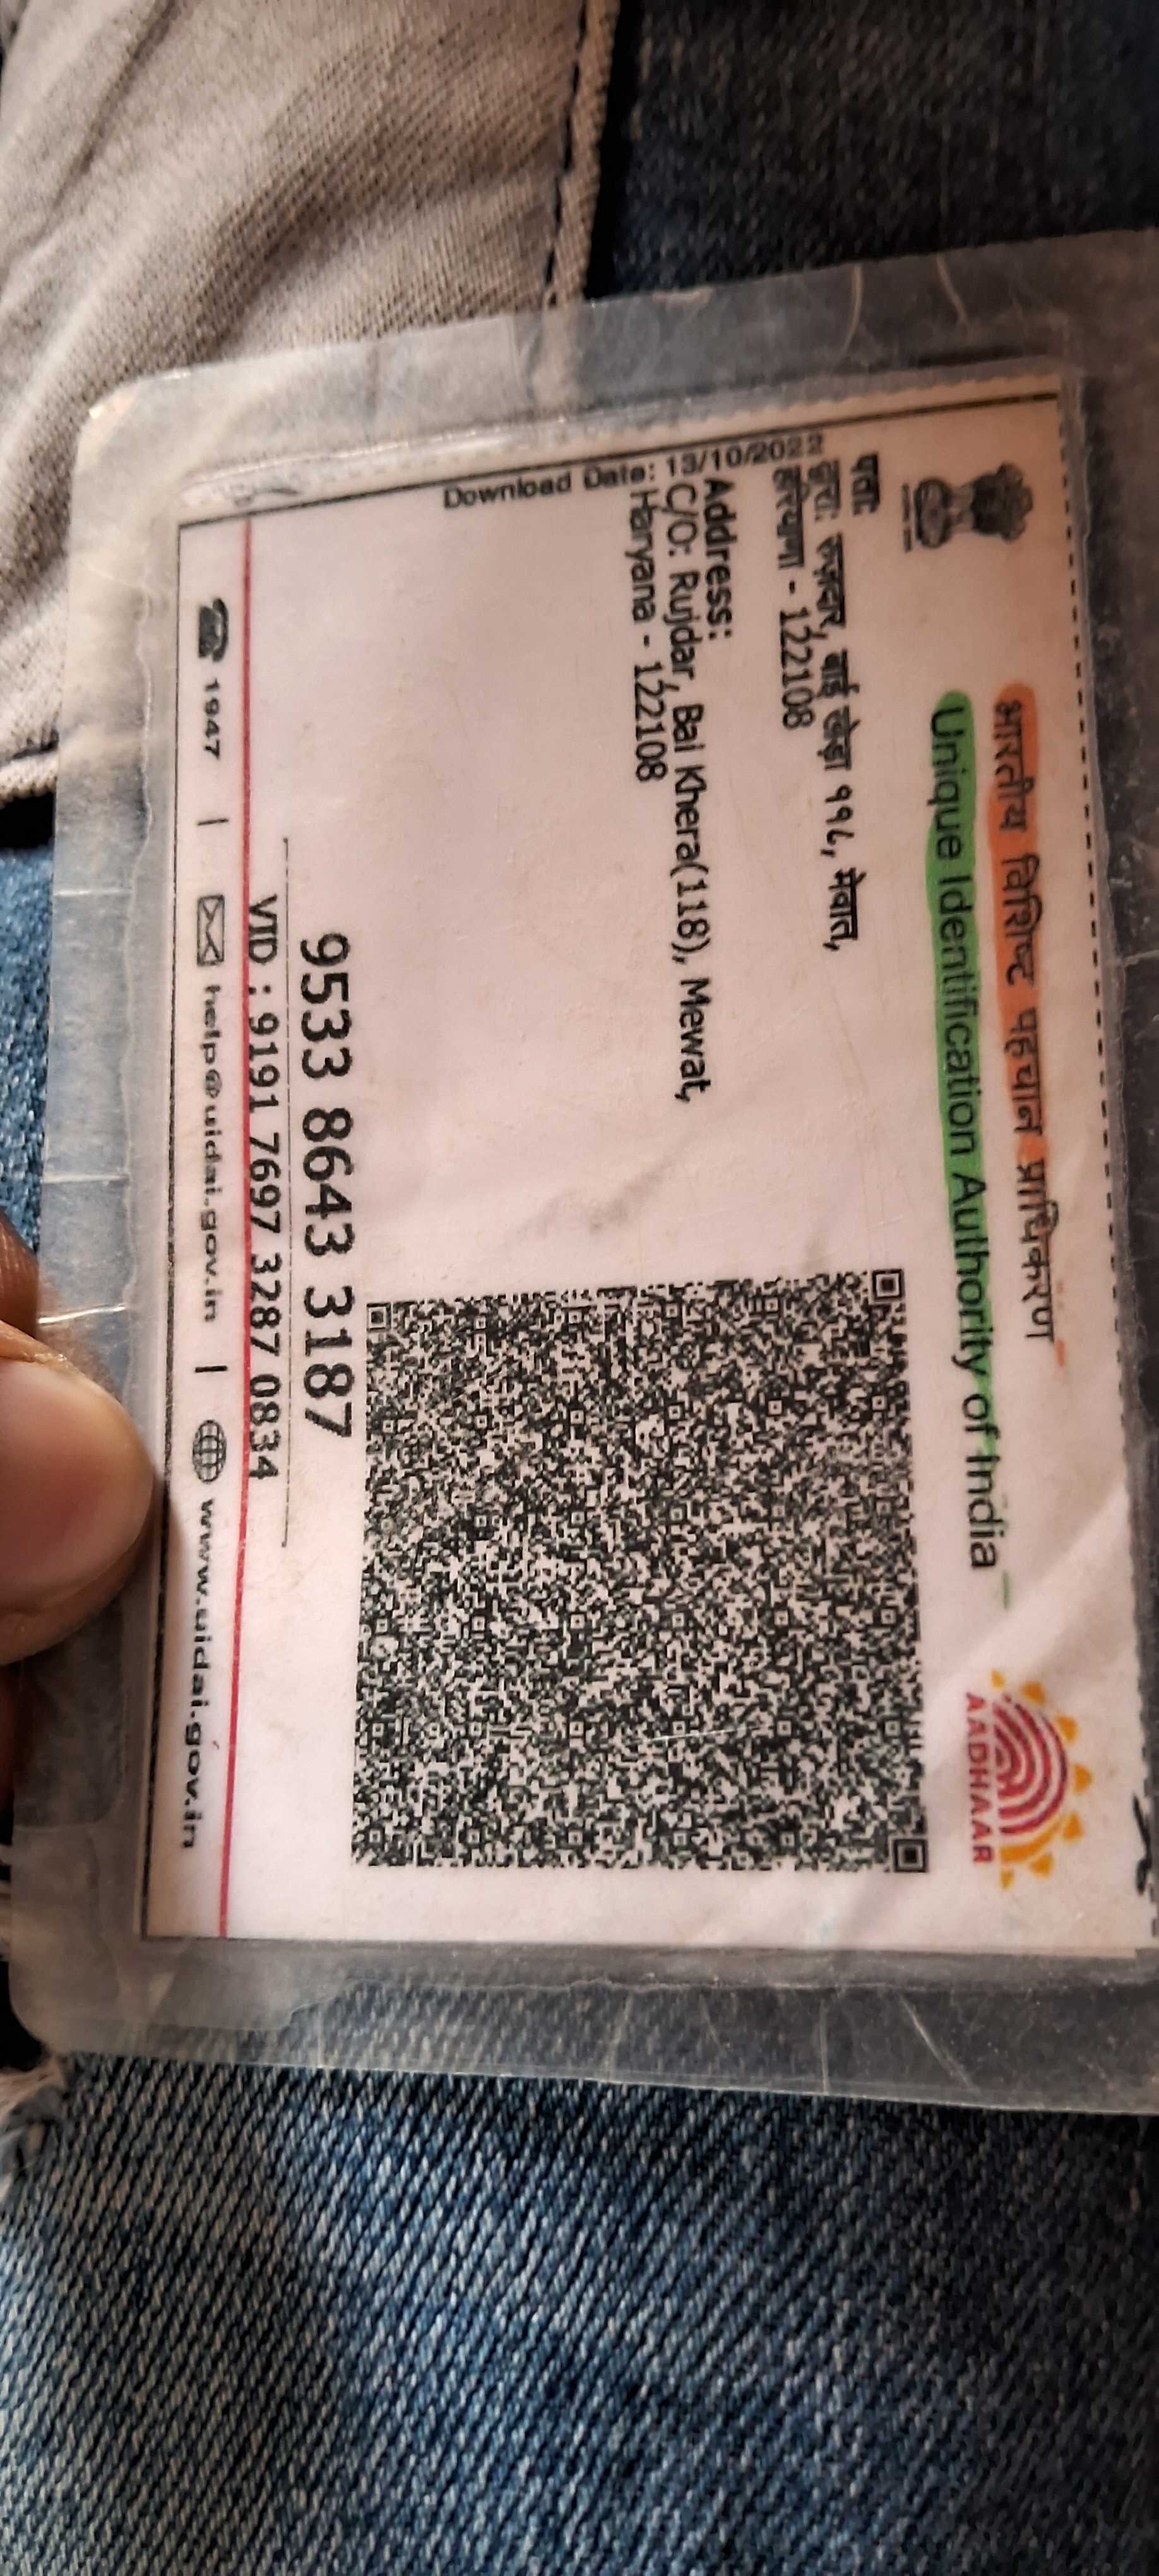 भारतीय विशिष्ट पहचान प्राधिकरण
Unique Identification Authority of India
AADHAAR
पता:
द्वारा: रुजदार, बाई खेड़ा ११८, मेवात,
हरियाणा - 122108
Address:
C/O: Rujdar, Bai Khera(118), Mewat,
Haryana - 122108
Download Date: 13/10/2022
9533 8643 3187
VID : 9191 7697 3287 0834
1947 | help@uidai.gov.in | www.uidai.gov.in